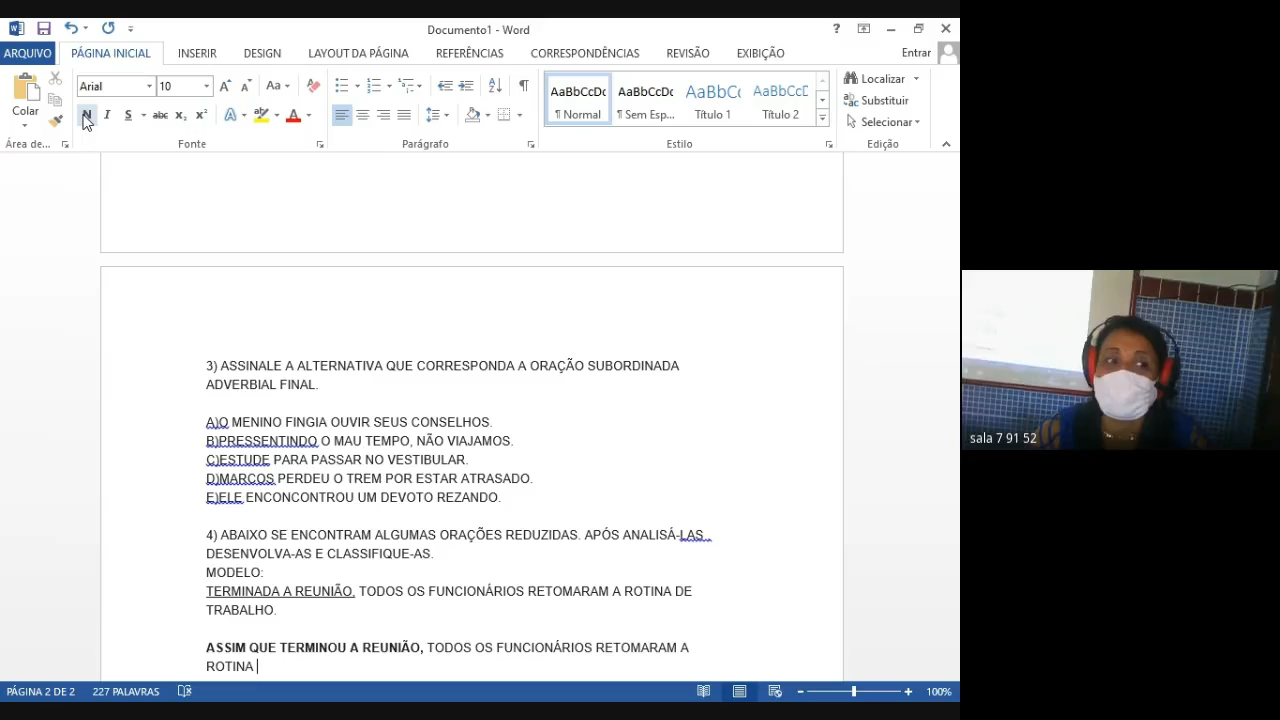 Documento1 - Word
?
ARQUIVO PÁGINA INICIAL INSERIR DESIGN LAYOUT DA PÁGINA REFERÊNCIAS CORRESPONDÊNCIAS REVISÃO EXIBIÇÃO Entrar
Colar
Arial 10
Aa
N I S abc x₂ x² A A
AaBbCcDc AaBbCcDc AaBbCc AaBbCcD
¶ Normal ¶ Sem Esp... Título 1 Título 2
Localizar
Substituir
Selecionar
Área de... Fonte Parágrafo Estilo Edição
3) ASSINALE A ALTERNATIVA QUE CORRESPONDA A ORAÇÃO SUBORDINADA
ADVERBIAL FINAL.
A)O MENINO FINGIA OUVIR SEUS CONSELHOS.
B)PRESSENTINDO O MAU TEMPO, NÃO VIAJAMOS.
C)ESTUDE PARA PASSAR NO VESTIBULAR.
D)MARCOS PERDEU O TREM POR ESTAR ATRASADO.
E)ELE ENCONCONTROU UM DEVOTO REZANDO.
4) ABAIXO SE ENCONTRAM ALGUMAS ORAÇÕES REDUZIDAS. APÓS ANALISÁ-LAS ,
DESENVOLVA-AS E CLASSIFIQUE-AS.
MODELO:
TERMINADA A REUNIÃO, TODOS OS FUNCIONÁRIOS RETOMARAM A ROTINA DE
TRABALHO.
ASSIM QUE TERMINOU A REUNIÃO, TODOS OS FUNCIONÁRIOS RETOMARAM A
ROTINA
sala 7 91 52
PÁGINA 2 DE 2 227 PALAVRAS 100%